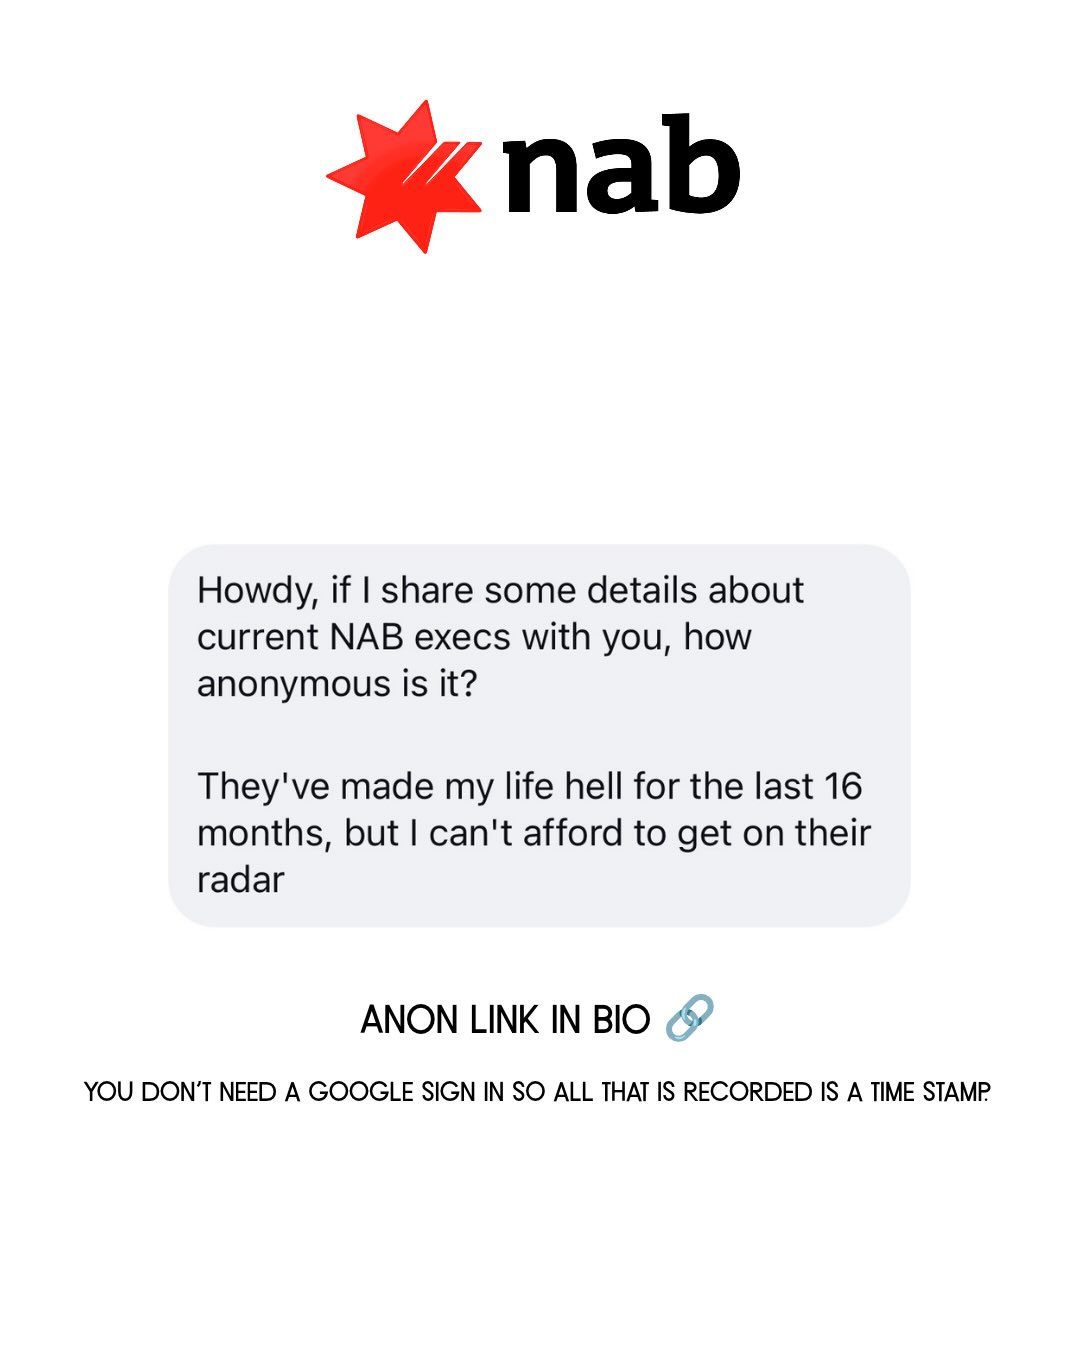 nab
Howdy, if I share some details about
current NAB execs with you, how
anonymous is it?
They've made my life hell for the last 16
months, but I can't afford to get on their
radar
ANON LINK IN BIO 🔗
YOU DON'T NEED A GOOGLE SIGN IN SO ALL THAT IS RECORDED IS A TIME STAMP.